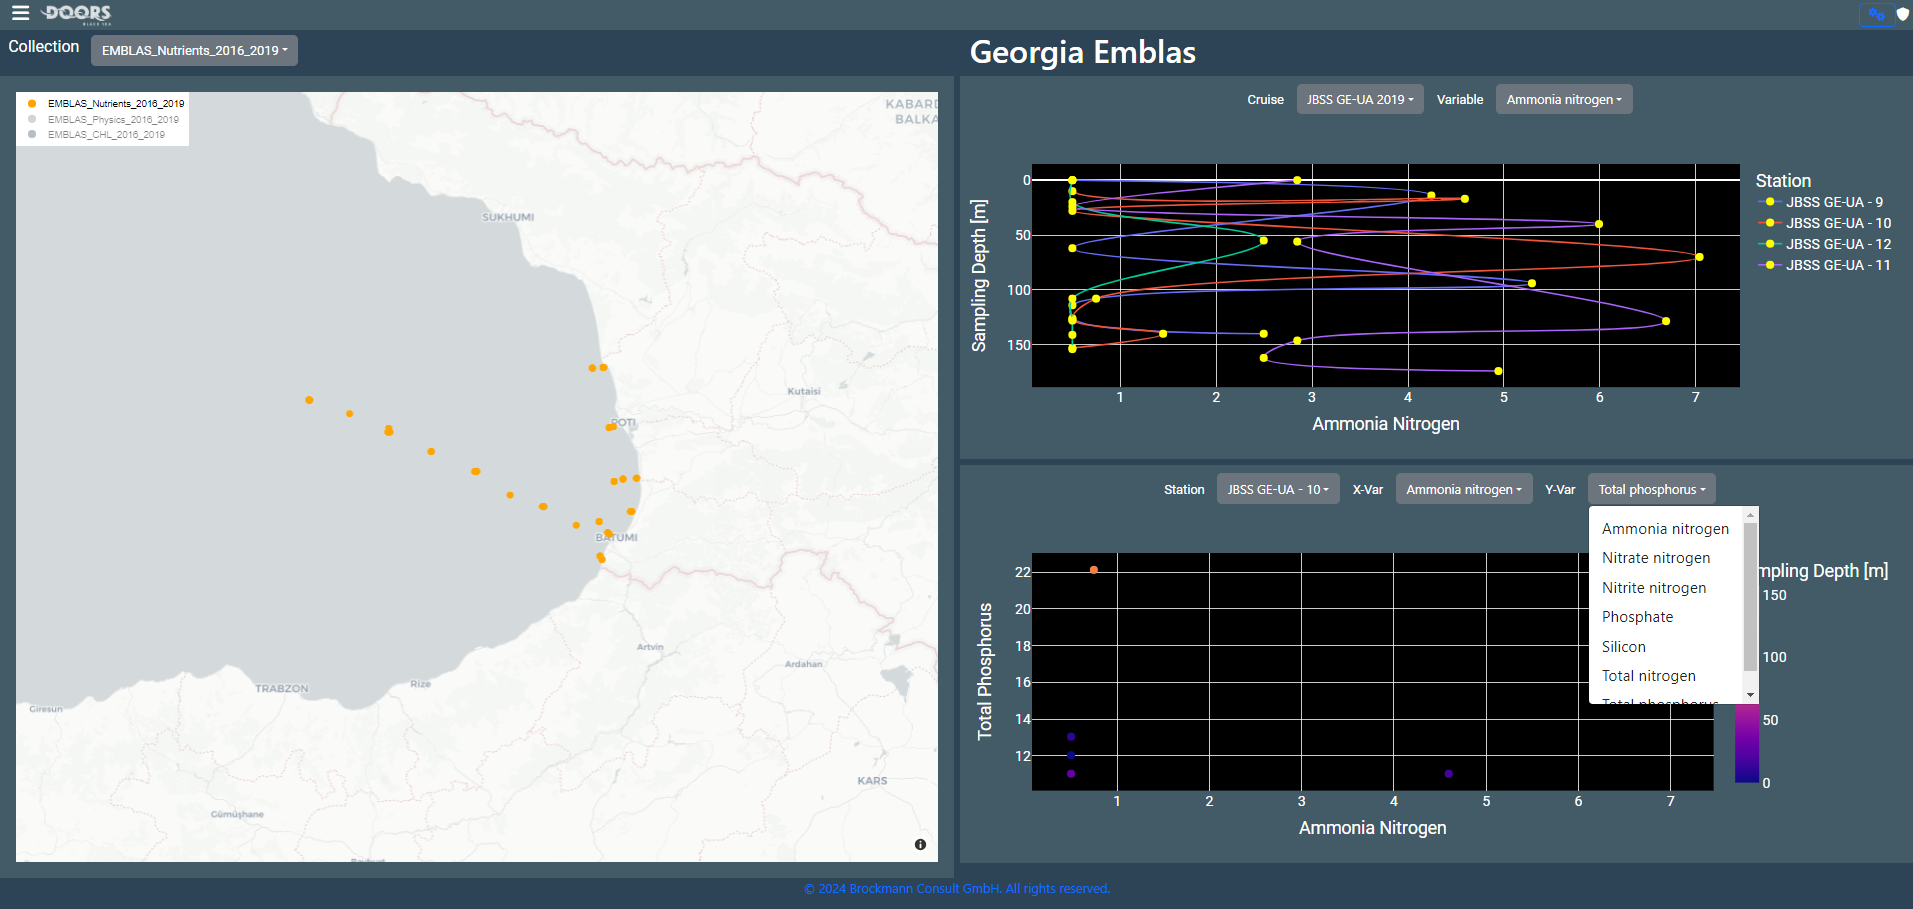 DOORS
BLACK SEA
Collection
EMBLAS_Nutrients_2016_2019
Georgia Emblas
EMBLAS_Nutrients_2016_2019
EMBLAS_Physics_2016_2019
EMBLAS_CHL_2016_2019
KABARD
BALKA
SUKHUMI
Kutaisi
POTI
BATUMI
Artvin
Ardahan
TRABZON
Rize
Giresun
KARS
Gümüşhane
Cruise
JBSS GE-UA 2019
Variable
Ammonia nitrogen
Sampling Depth [m]
0
50
100
150
1 2 3 4 5 6 7
Ammonia Nitrogen
Station
JBSS GE-UA - 9
JBSS GE-UA - 10
JBSS GE-UA - 12
JBSS GE-UA - 11
Station
JBSS GE-UA - 10
X-Var
Ammonia nitrogen
Y-Var
Total phosphorus
Ammonia nitrogen
Nitrate nitrogen
Nitrite nitrogen
Phosphate
Silicon
Total nitrogen
Total phosphorus
Total Phosphorus
22
20
18
16
14
12
1 2 3 4 5 6 7
Ammonia Nitrogen
mpling Depth [m]
150
100
50
0
© 2024 Brockmann Consult GmbH. All rights reserved.